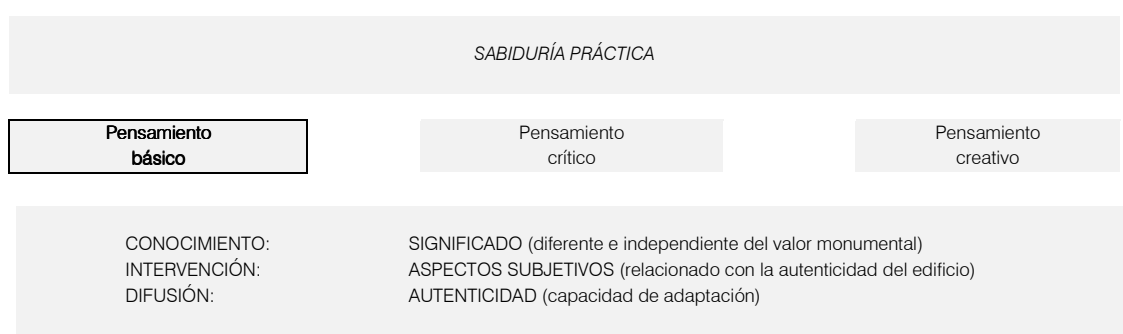 SABIDURÍA PRÁCTICA
Pensamiento
básico
Pensamiento
crítico
Pensamiento
creativo
CONOCIMIENTO: SIGNIFICADO (diferente e independiente del valor monumental)
INTERVENCIÓN: ASPECTOS SUBJETIVOS (relacionado con la autenticidad del edificio)
DIFUSIÓN: AUTENTICIDAD (capacidad de adaptación)